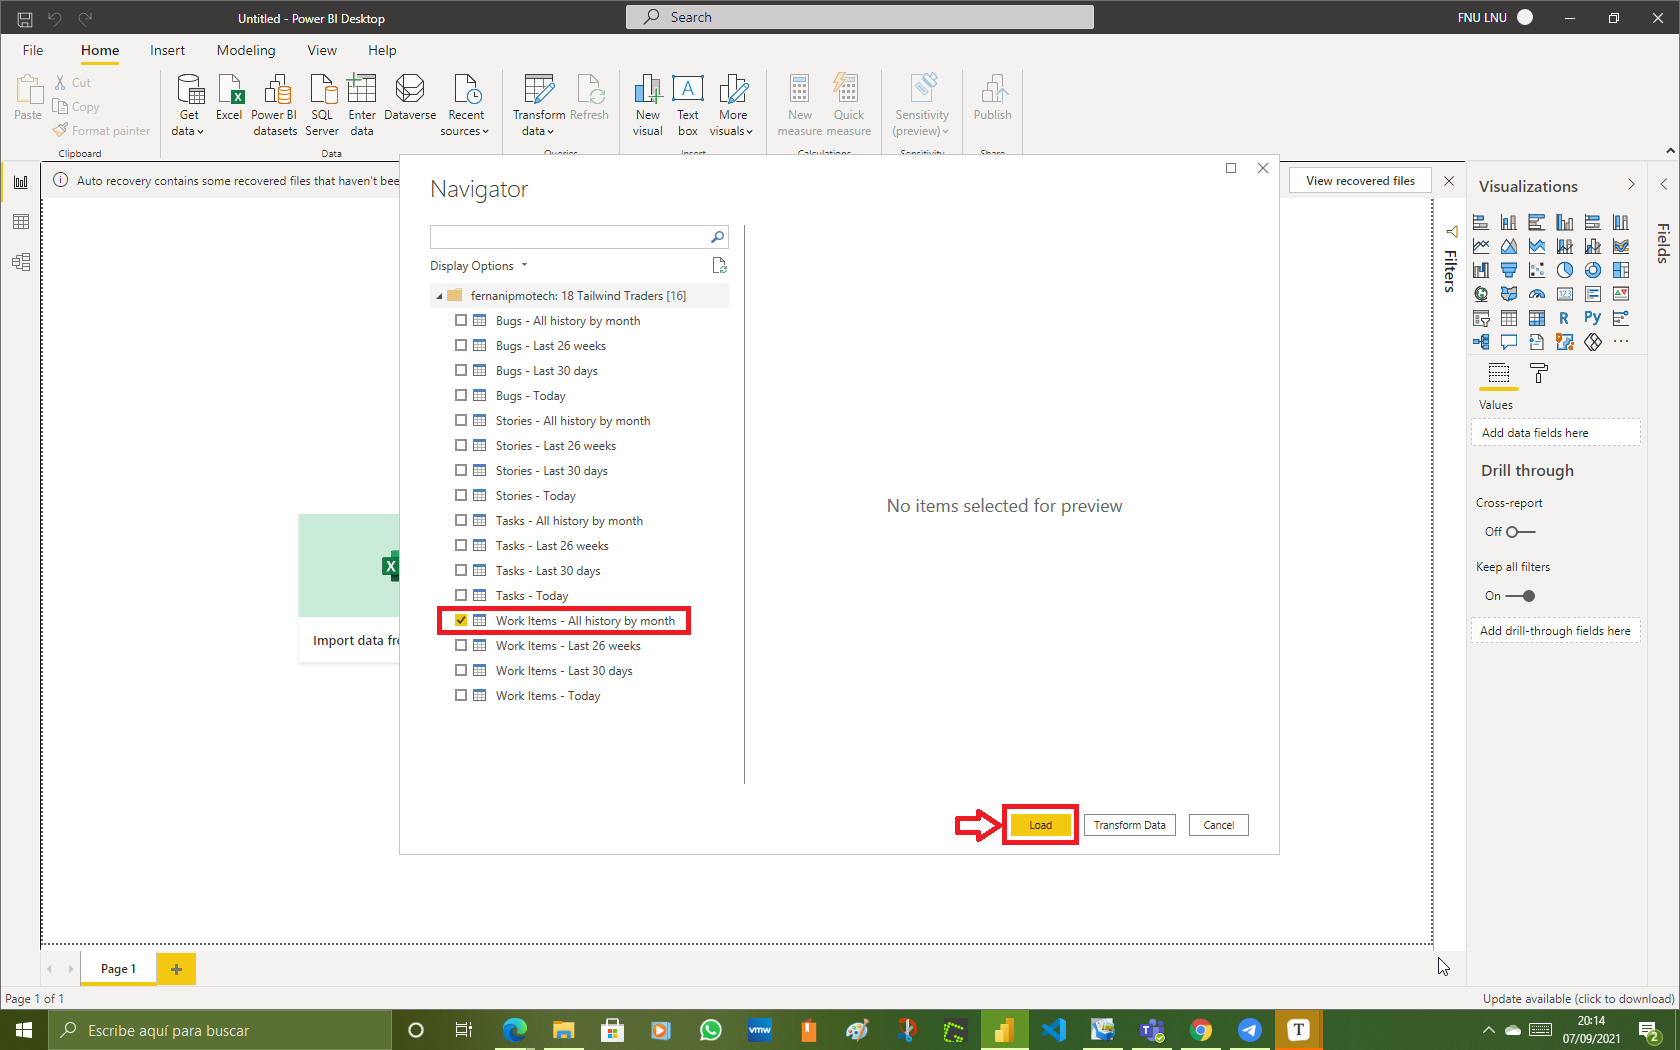 Untitled - Power BI Desktop
Search
FNU LNU
File
Home
Insert
Modeling
View
Help
Paste
Cut
Copy
Format painter
Clipboard
Get data
Excel
Power BI datasets
SQL Server
Enter data
Dataverse
Recent sources
Data
Transform data
Refresh
Queries
New visual
Text box
More visuals
Insert
New measure
Quick measure
Calculations
Sensitivity (preview)
Sensitivity
Publish
Share
Auto recovery contains some recovered files that haven't bee
View recovered files
Import data fro
Navigator
Display Options
fernanipmotech: 18 Tailwind Traders [16]
Bugs - All history by month
Bugs - Last 26 weeks
Bugs - Last 30 days
Bugs - Today
Stories - All history by month
Stories - Last 26 weeks
Stories - Last 30 days
Stories - Today
Tasks - All history by month
Tasks - Last 26 weeks
Tasks - Last 30 days
Tasks - Today
Work Items - All history by month
Work Items - Last 26 weeks
Work Items - Last 30 days
Work Items - Today
No items selected for preview
Load
Transform Data
Cancel
Filters
Visualizations
Fields
Values
Add data fields here
Drill through
Cross-report
Off
Keep all filters
On
Add drill-through fields here
Page 1
Page 1 of 1
Update available (click to download)
Escribe aquí para buscar
20:14
07/09/2021
2